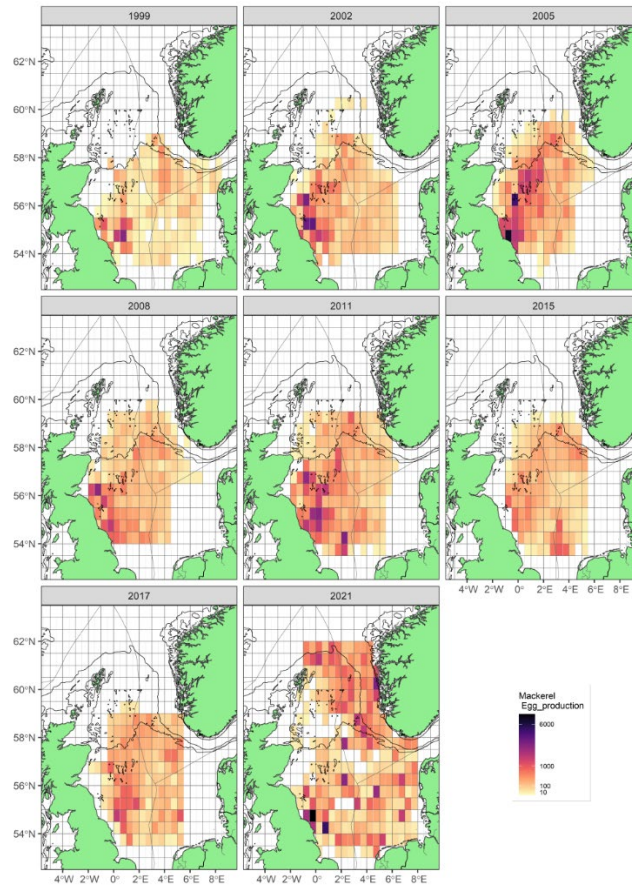 1999 2002 2005
62°N
60°N
58°N
56°N
54°N
2008 2011 2015
62°N
60°N
58°N
56°N
54°N
4°W 2°W 0° 2°E 4°E 6°E 8°E
2017 2021
62°N
60°N
58°N
56°N
54°N
4°W 2°W 0° 2°E 4°E 6°E 8°E 4°W 2°W 0° 2°E 4°E 6°E 8°E
Mackerel
Egg_production
6000
1000
100
10